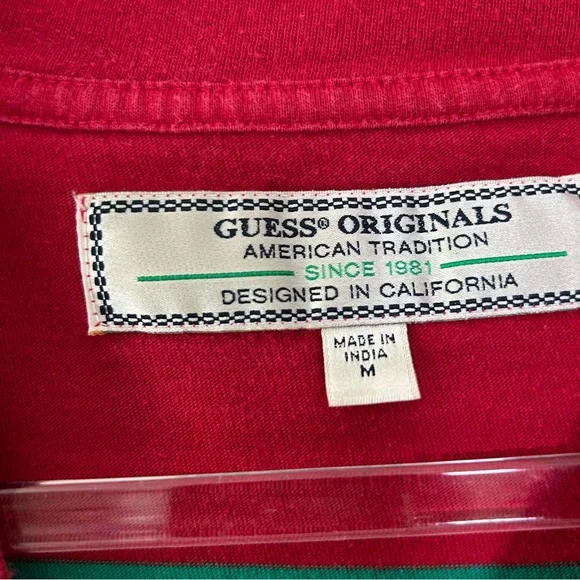 GUESS® ORIGINALS
AMERICAN TRADITION
SINCE 1981
DESIGNED IN CALIFORNIA
MADE IN
INDIA
M